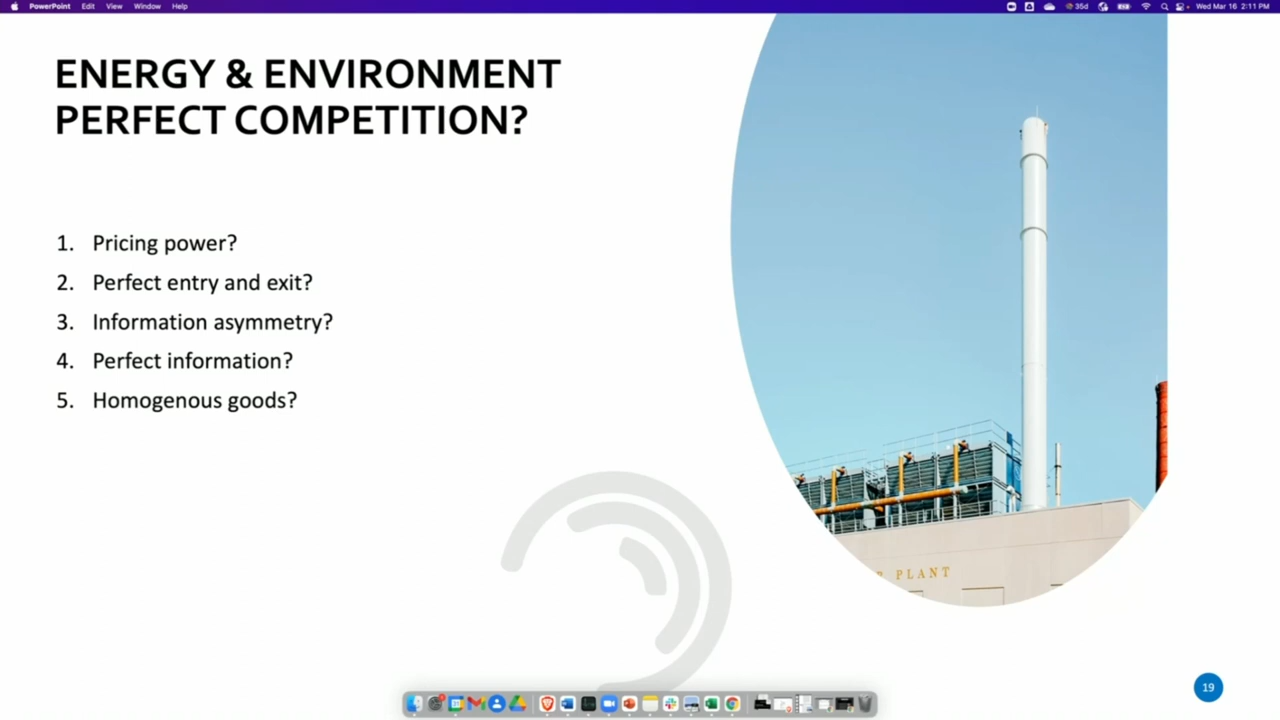 PowerPoint Edit View Window Help
35d Wed Mar 16 2:11 PM
ENERGY & ENVIRONMENT
PERFECT COMPETITION?
1. Pricing power?
2. Perfect entry and exit?
3. Information asymmetry?
4. Perfect information?
5. Homogenous goods?
PLANT
19